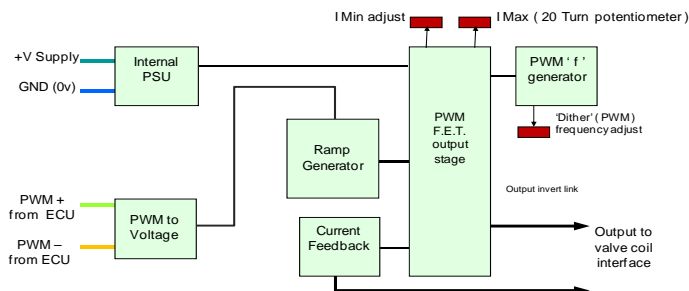 I Min adjust
I Max ( 20 Turn potentiometer )
+V Supply
GND (0v)
Internal
PSU
PWM ' f '
generator
'Dither' ( PWM )
frequency adjust
PWM
F.E.T.
output
stage
Ramp
Generator
Output invert link
PWM +
from ECU
PWM –
from ECU
PWM to
Voltage
Current
Feedback
Output to
valve coil
interface